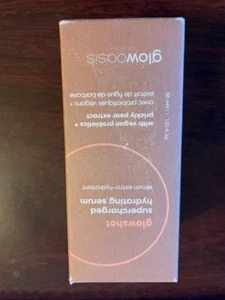 glowoasis
with vegan probiotics +
prickly pear extract
avec probiotiques végans +
extrait de figue de barbarie
glowshot
supercharged
hydrating serum
sérum extra-hydratant